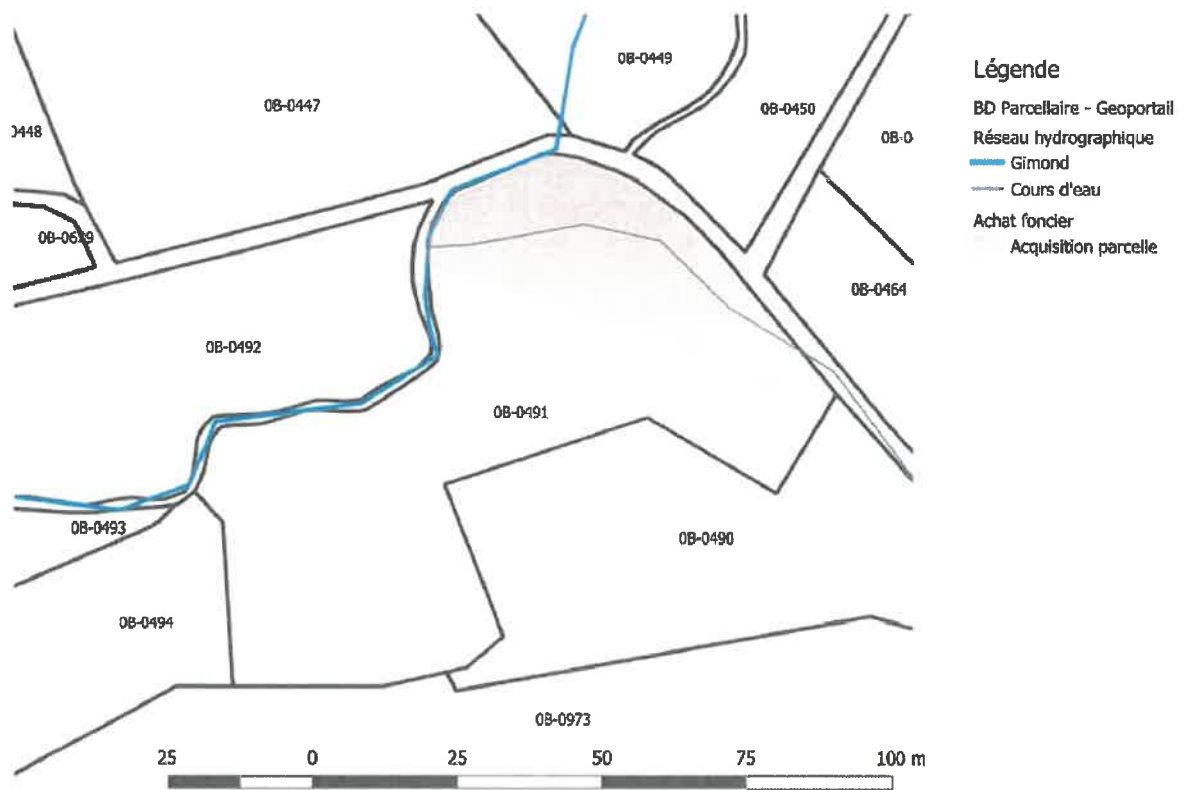 0B-0449
0B-0447
0B-0450
0448
0B-0
0B-0464
0B-0492
0B-0491
0B-0493
0B-0490
0B-0494
0B-0973
25 0 25 50 75 100 m
Légende
BD Parcellaire - Geoportail
Réseau hydrographique
Gimond
Cours d'eau
Achat foncier
Acquisition parcelle